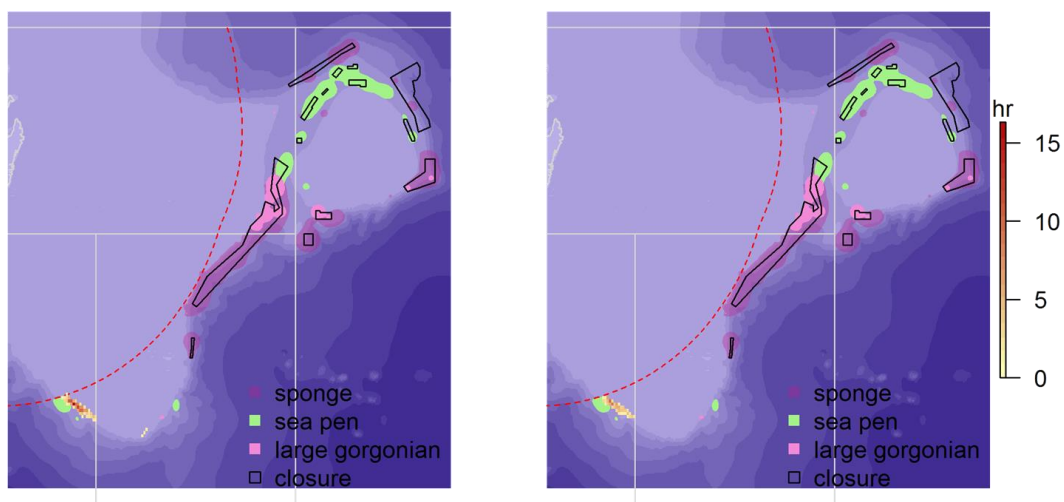 hr
15
10
5
0
sponge
sea pen
large gorgonian
closure
sponge
sea pen
large gorgonian
closure